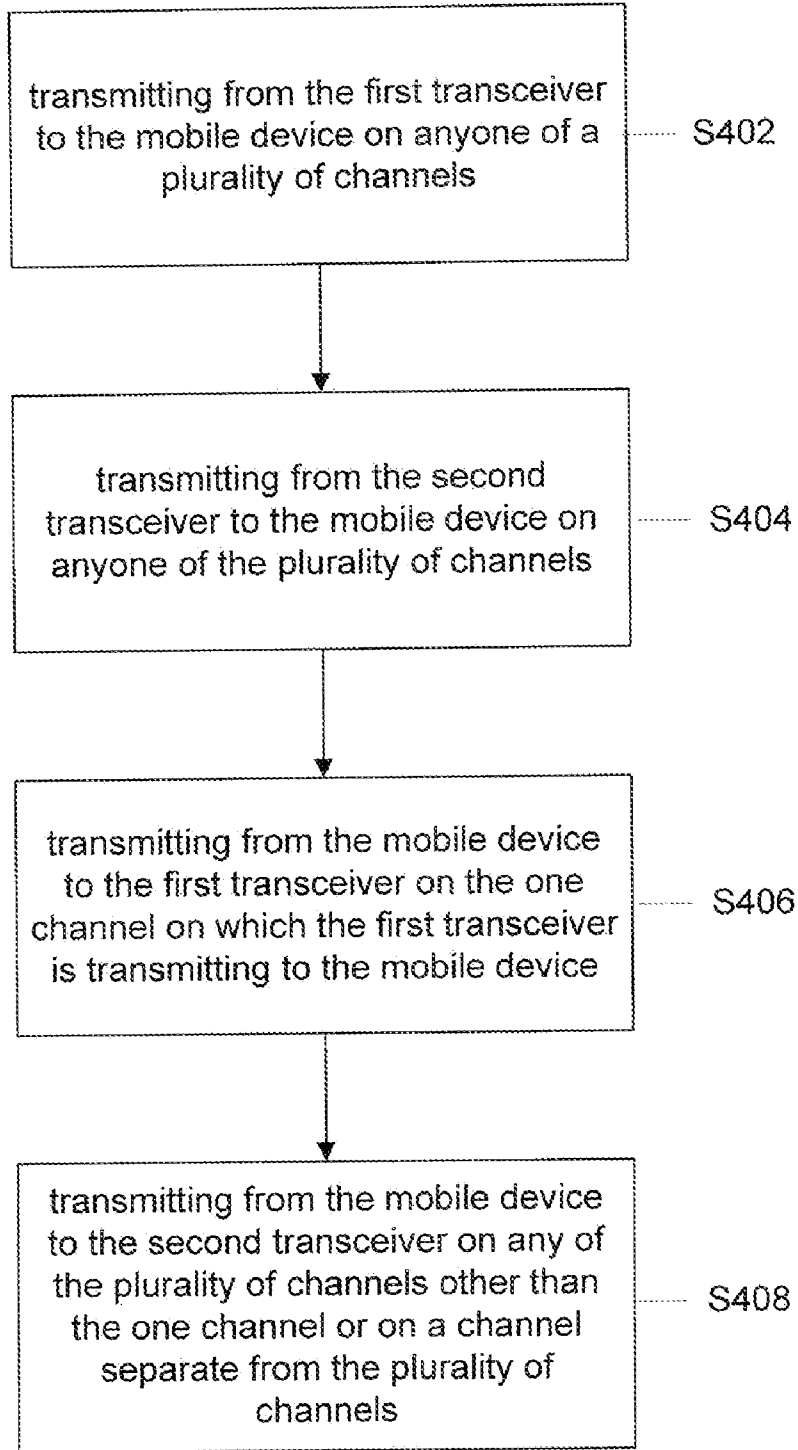 transmitting from the first transceiver
to the mobile device on anyone of a
plurality of channels
S402
transmitting from the second
transceiver to the mobile device on
anyone of the plurality of channels
S404
transmitting from the mobile device
to the first transceiver on the one
channel on which the first transceiver
is transmitting to the mobile device
S406
transmitting from the mobile device
to the second transceiver on any of
the plurality of channels other than
the one channel or on a channel
separate from the plurality of
channels
S408